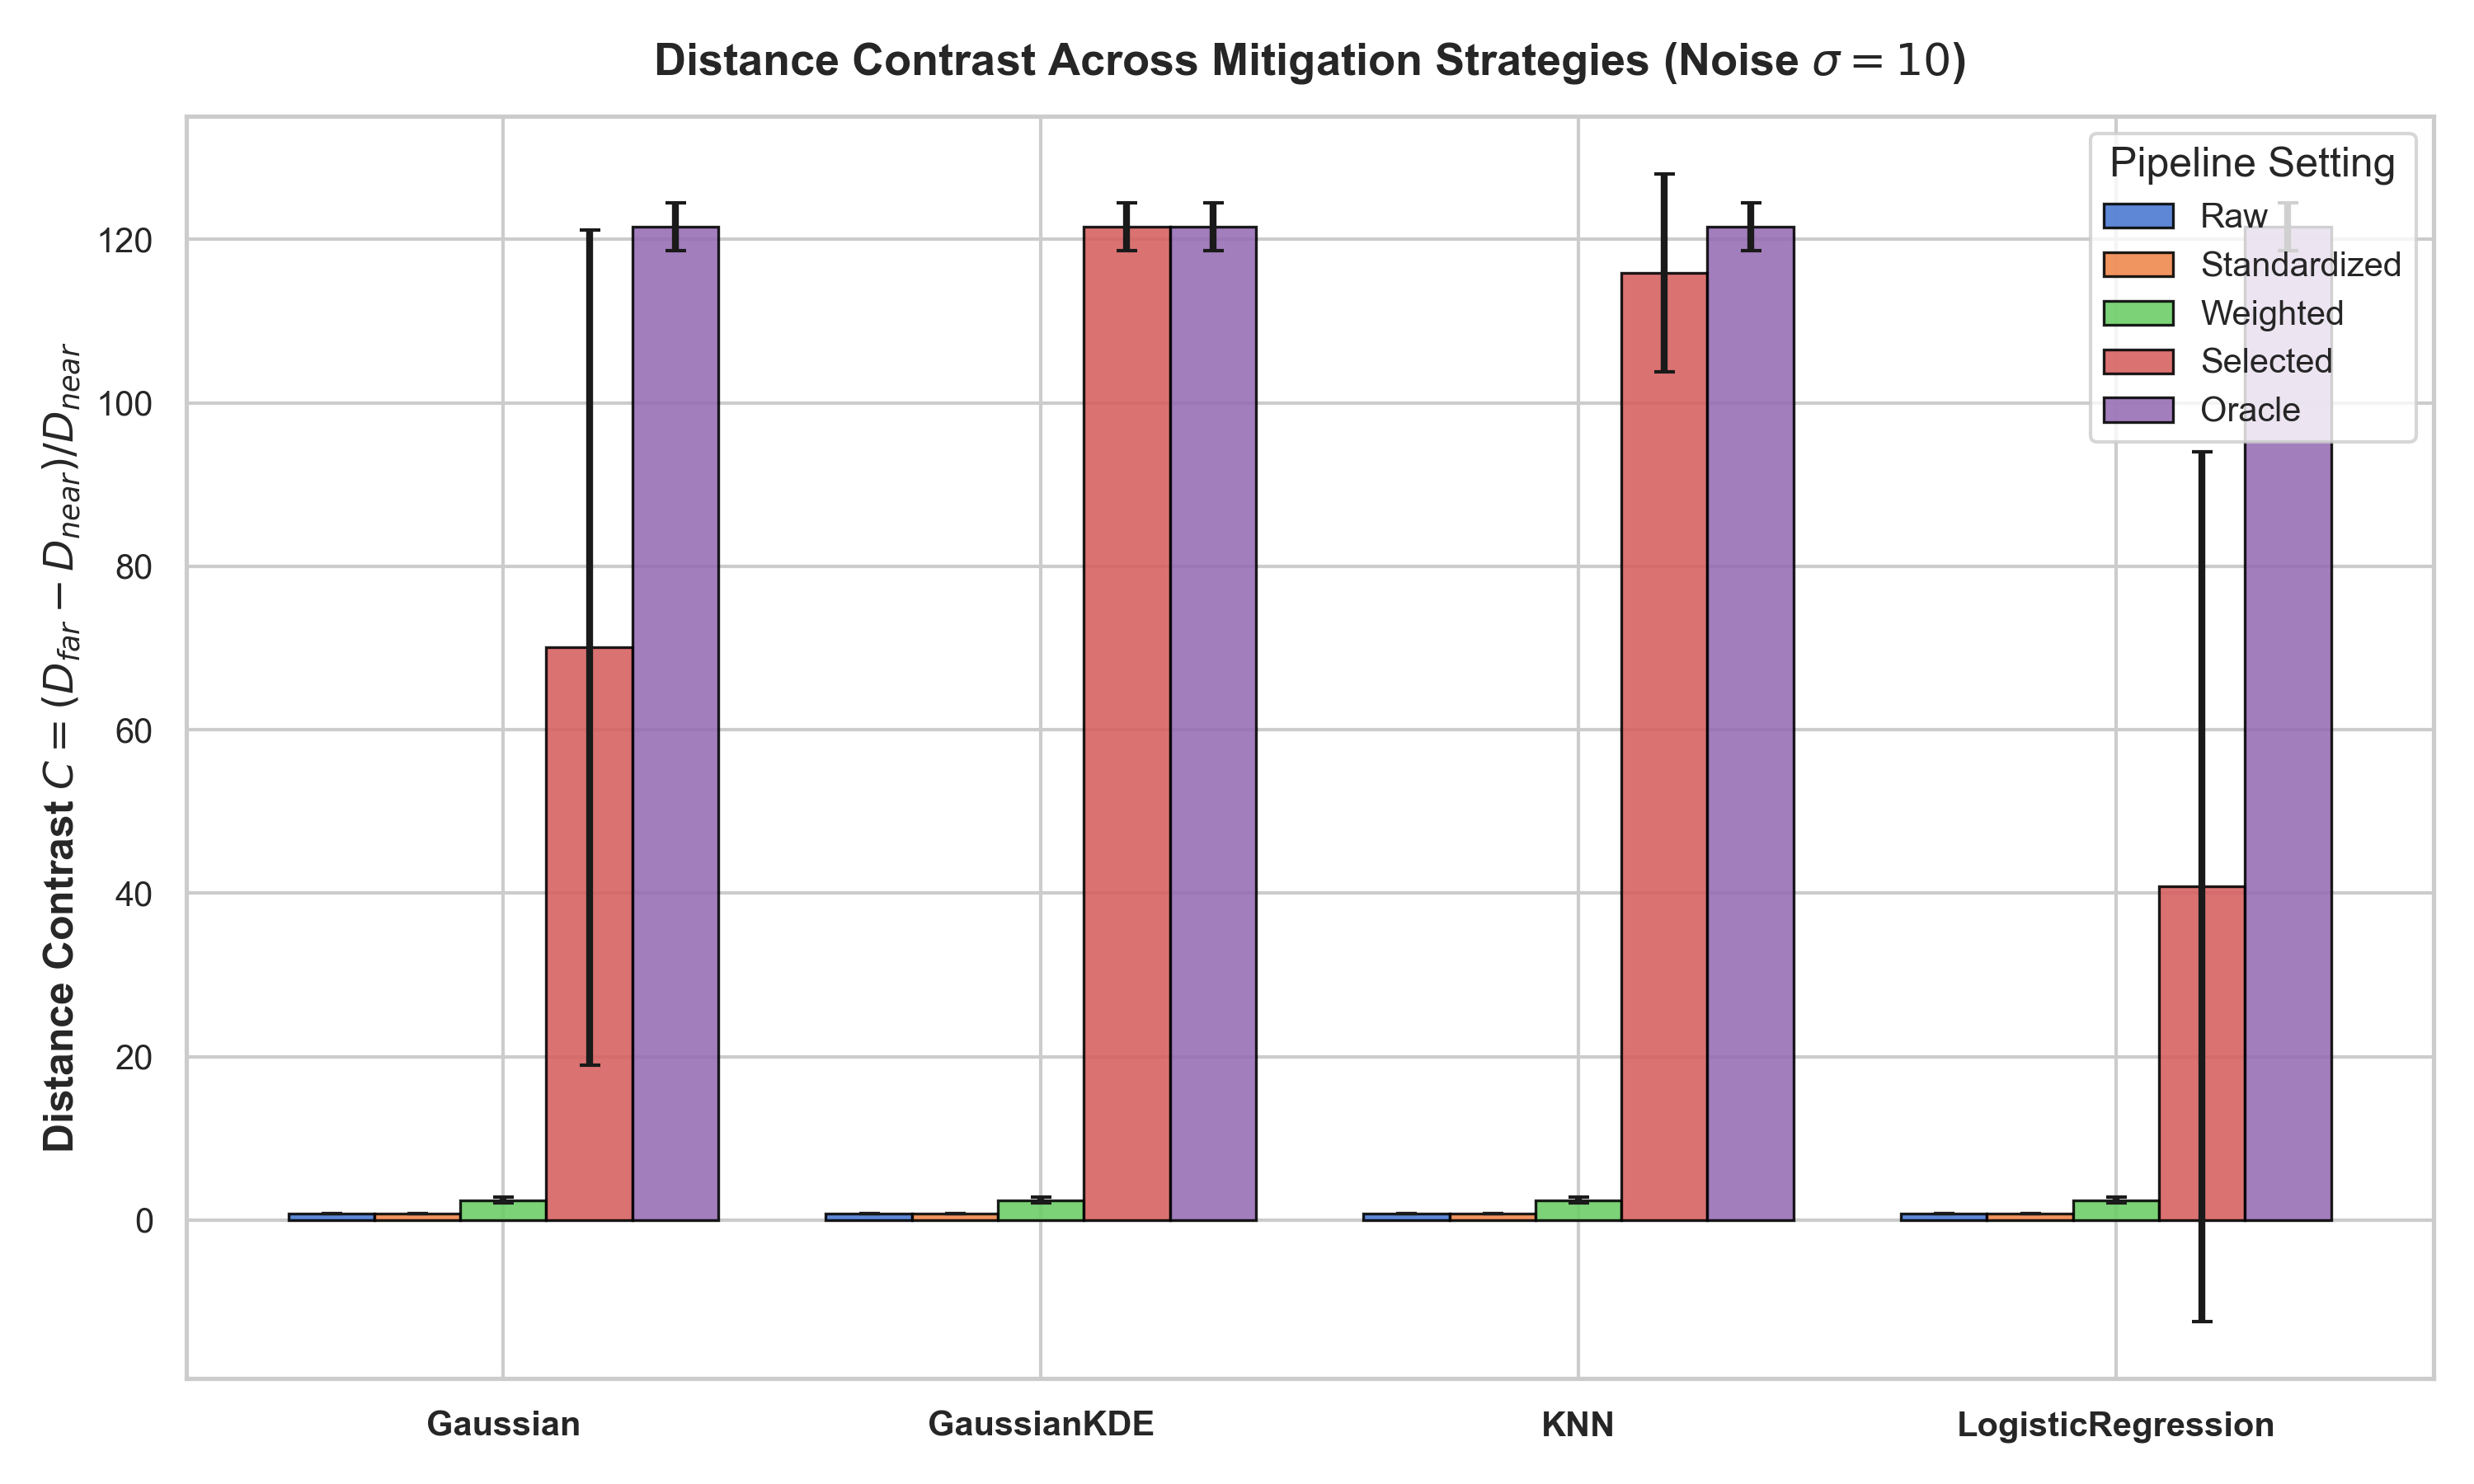 Distance Contrast Across Mitigation Strategies (Noise σ = 10)
Distance Contrast C = (D_far − D_near)/D_near
120
100
80
60
40
20
0
Pipeline Setting
Raw
Standardized
Weighted
Selected
Oracle
Gaussian
GaussianKDE
KNN
LogisticRegression